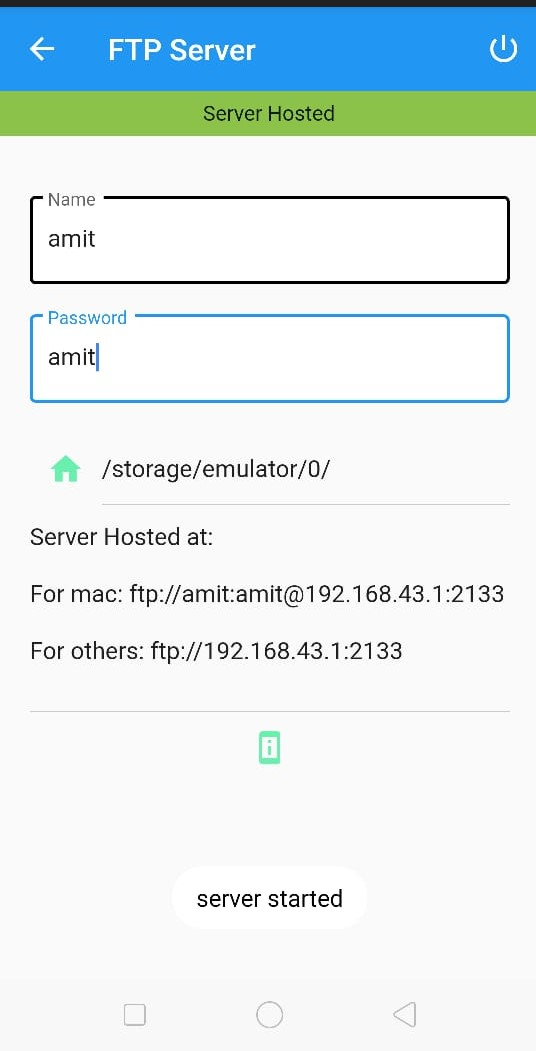 FTP Server
Server Hosted
Name
amit
Password
amit
/storage/emulator/0/
Server Hosted at:
For mac: ftp://amit:amit@192.168.43.1:2133
For others: ftp://192.168.43.1:2133
server started